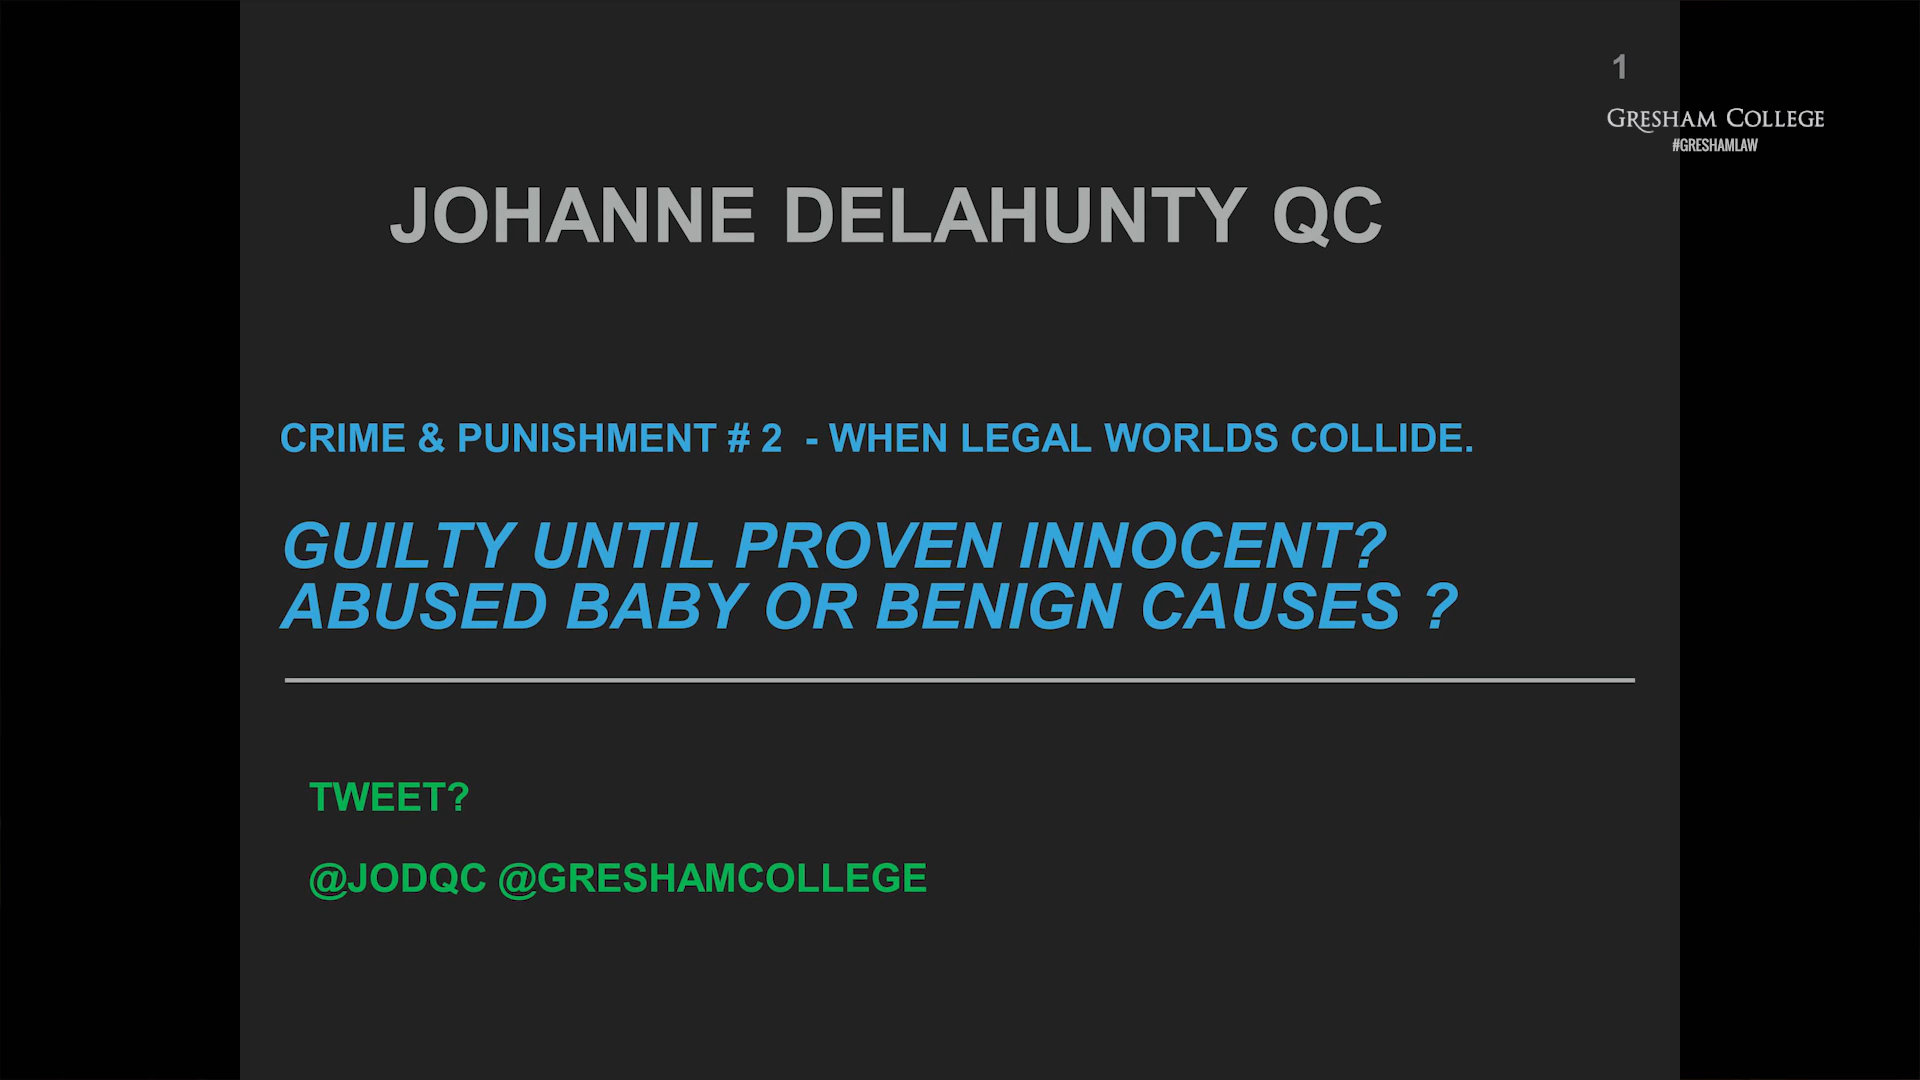 1
GRESHAM COLLEGE
#GRESHAMLAW
JOHANNE DELAHUNTY QC
CRIME & PUNISHMENT # 2 - WHEN LEGAL WORLDS COLLIDE.
GUILTY UNTIL PROVEN INNOCENT?
ABUSED BABY OR BENIGN CAUSES ?
TWEET?
@JODQC @GRESHAMCOLLEGE